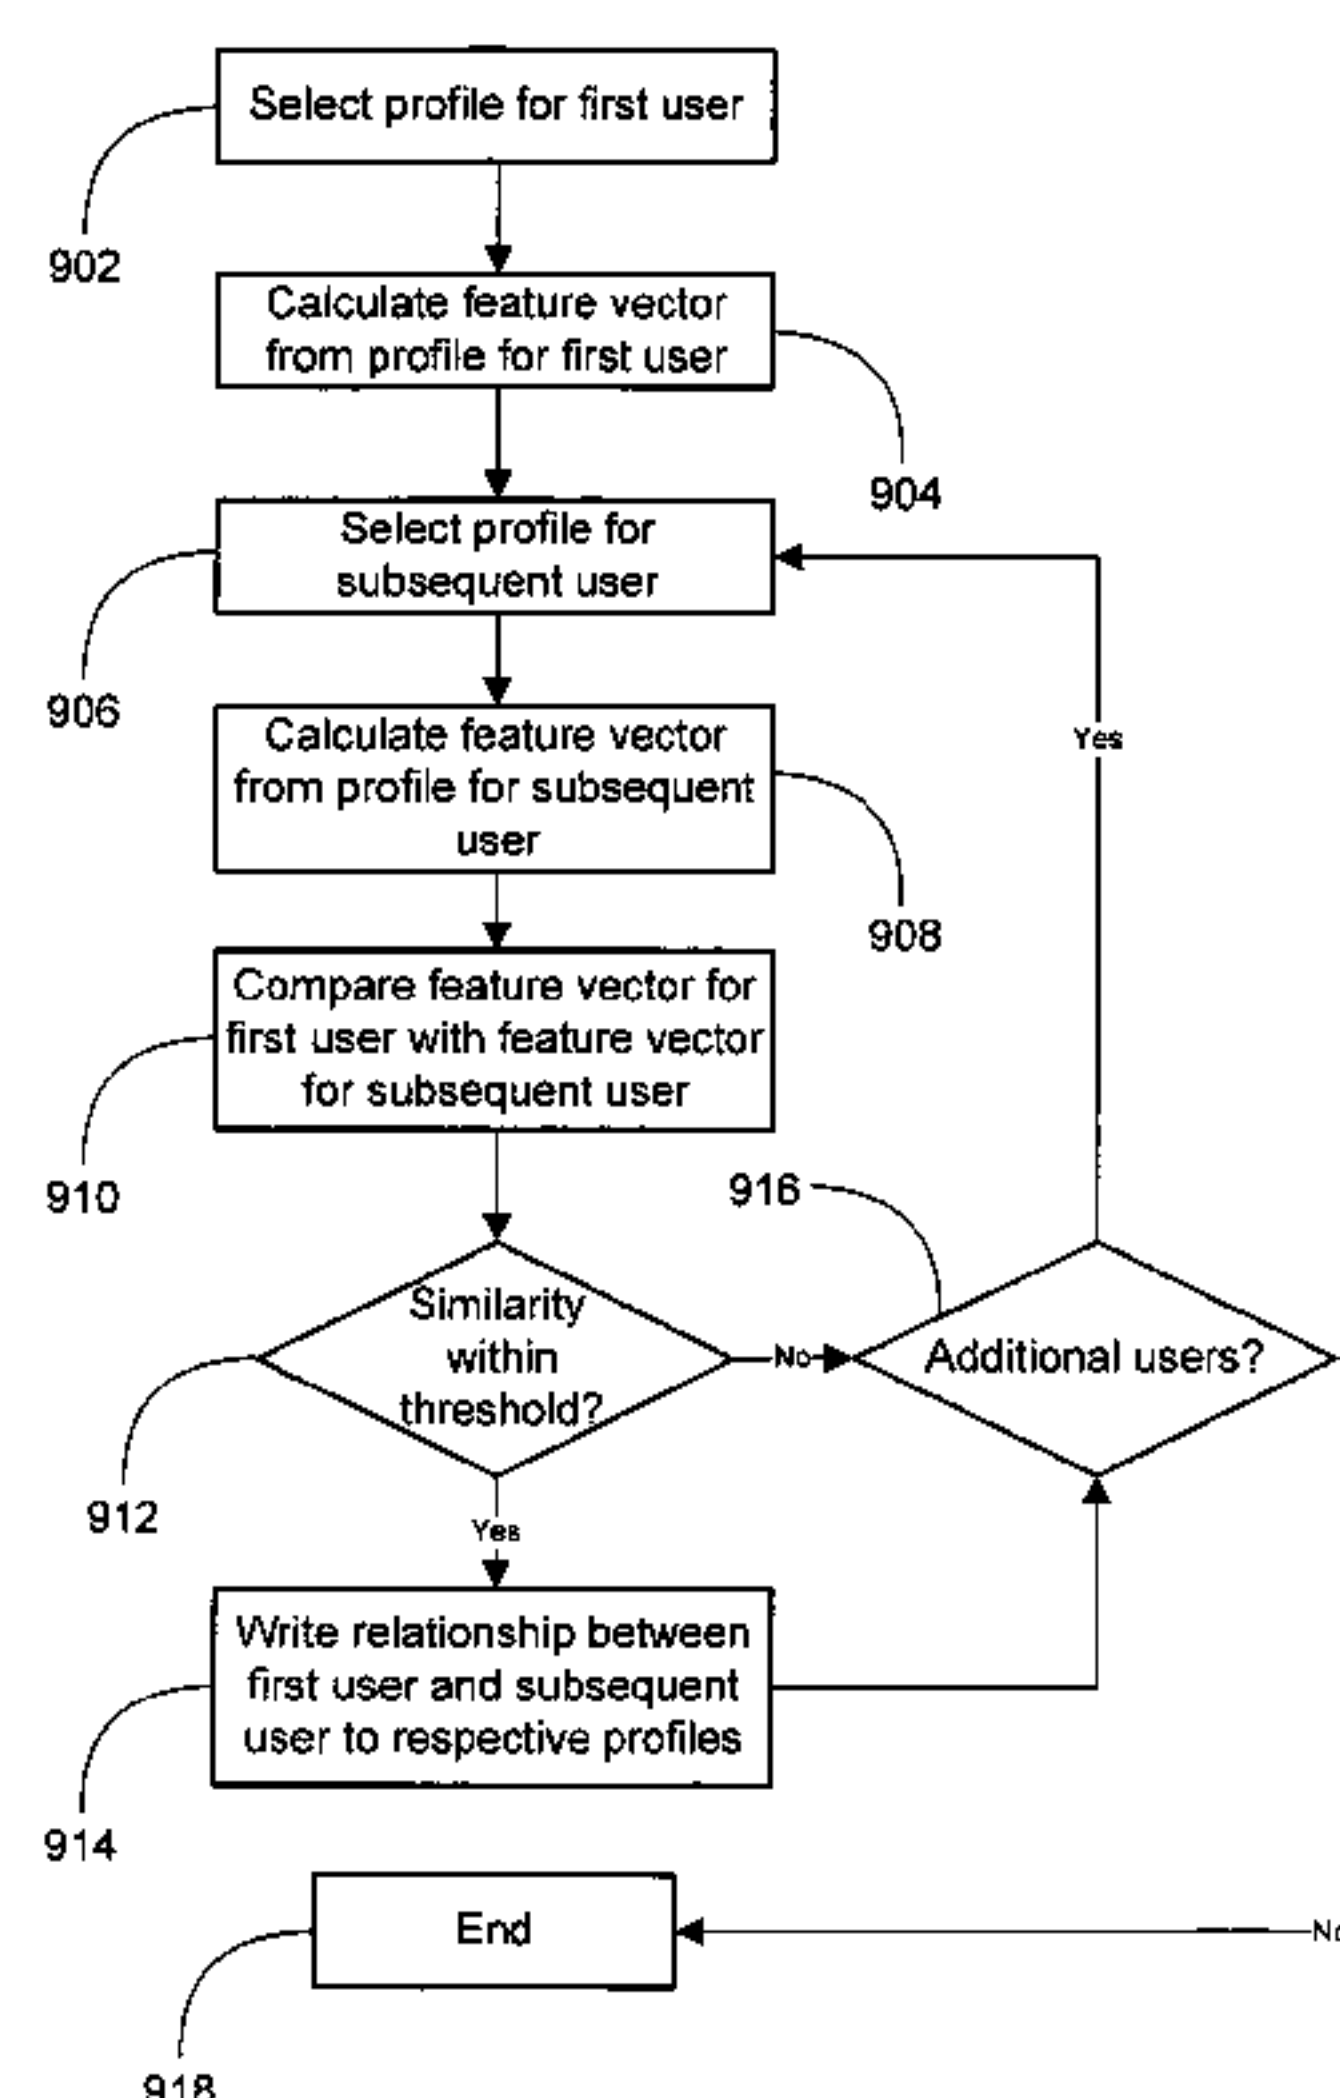 Select profile for first user
902
Calculate feature vector
from profile for first user
904
Select profile for
subsequent user
906
Calculate feature vector
from profile for subsequent
user
908
Yes
Compare feature vector for
first user with feature vector
for subsequent user
910
916
Similarity
within
threshold?
No
Additional users?
912
Yes
Write relationship between
first user and subsequent
user to respective profiles
914
End
No
918